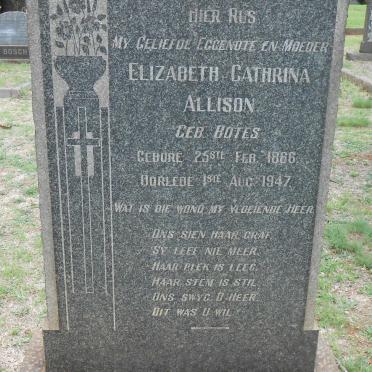 BOSCH
HIER RUS
MY GELIEFDE EGGENOTE EN MOEDER
ELIZABETH CATHRINA
ALLISON
GEB BOTES
GEBORE 25STE FEB. 1886.
OORLEDE 1STE AUG. 1947.
WAT IS DIE WOND MY VLOEIENDE HEER
ONS SIEN HAAR GRAF
SY LEEF NIE MEER.
HAAR PLEK IS LEEG,
HAAR STEM IS STIL
ONS SWYG, O HEER,
DIT WAS U WIL.